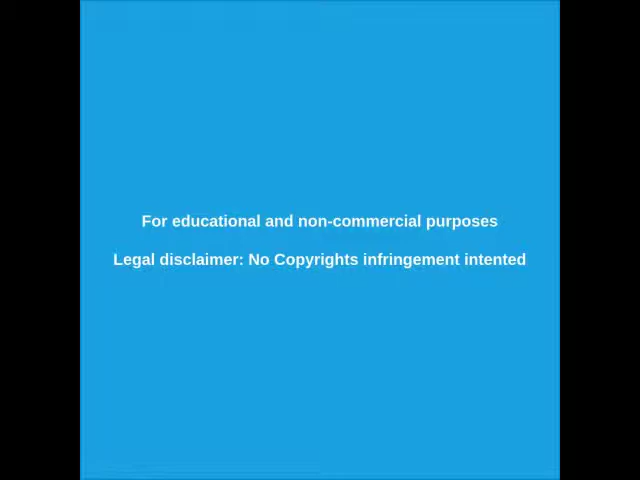 For educational and non-commercial purposes
Legal disclaimer: No Copyrights infringement intented